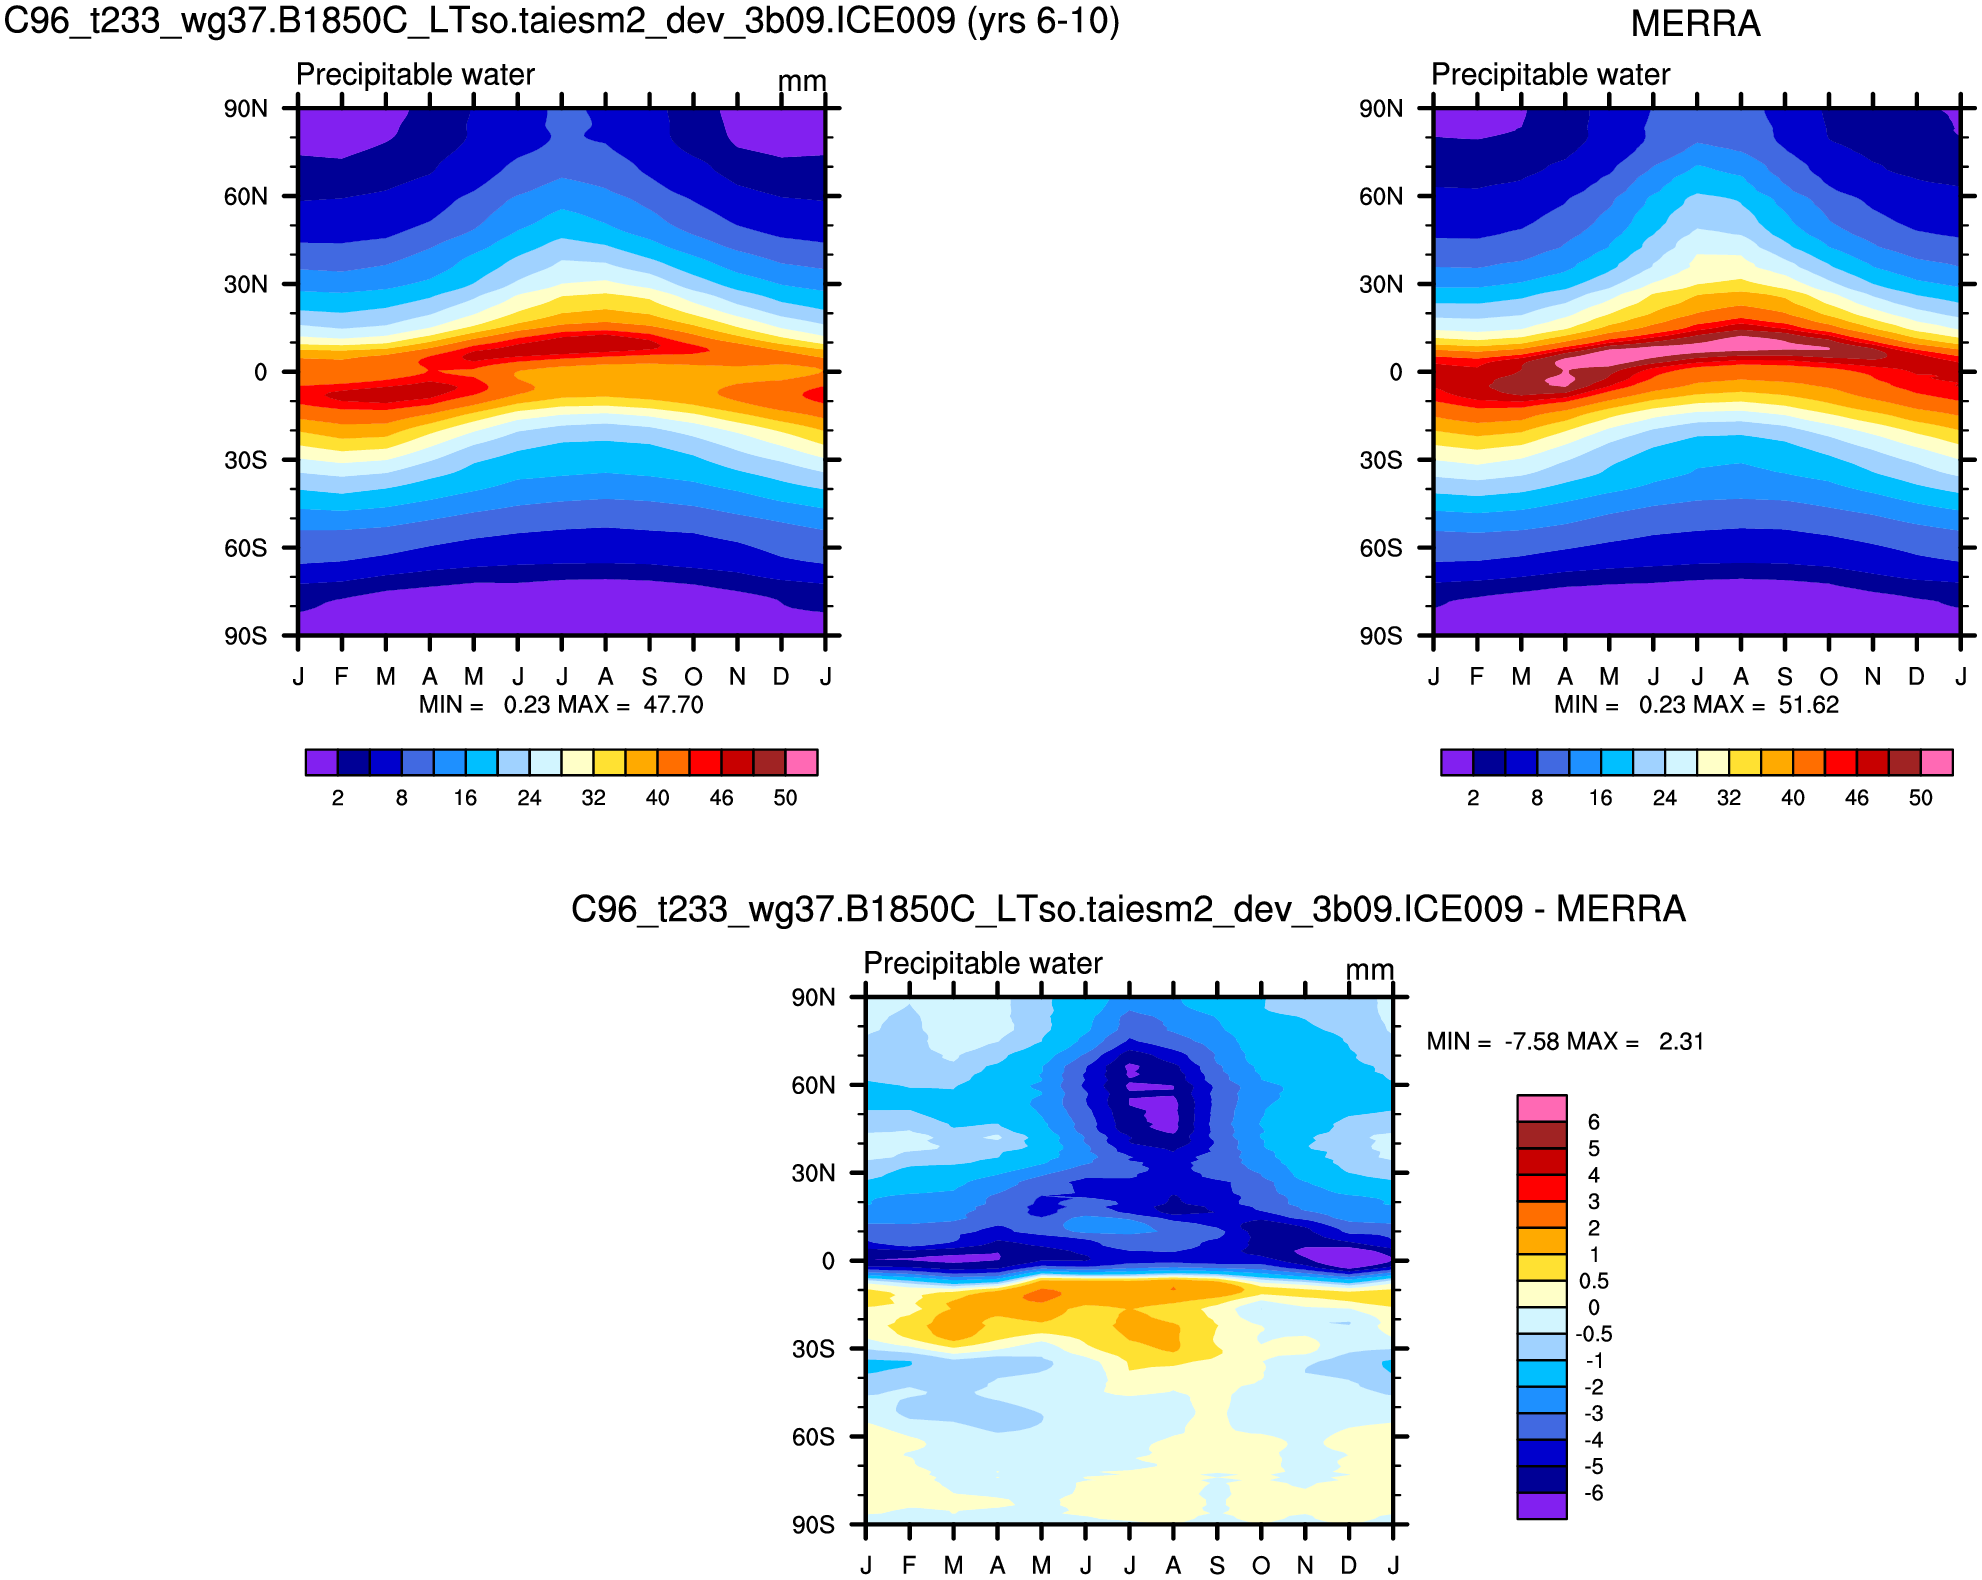 C96_t233_wg37.B1850C_LTso.taiesm2_dev_3b09.ICE009 (yrs 6-10)
Precipitable water mm
90N
60N
30N
0
30S
60S
90S
J F M A M J J A S O N D J
MIN = 0.23 MAX = 47.70
2 8 16 24 32 40 46 50
MERRA
Precipitable water
90N
60N
30N
0
30S
60S
90S
J F M A M J J A S O N D J
MIN = 0.23 MAX = 51.62
2 8 16 24 32 40 46 50
C96_t233_wg37.B1850C_LTso.taiesm2_dev_3b09.ICE009 - MERRA
Precipitable water mm
90N
60N
30N
0
30S
60S
90S
J F M A M J J A S O N D J
MIN = -7.58 MAX = 2.31
6
5
4
3
2
1
0.5
0
-0.5
-1
-2
-3
-4
-5
-6